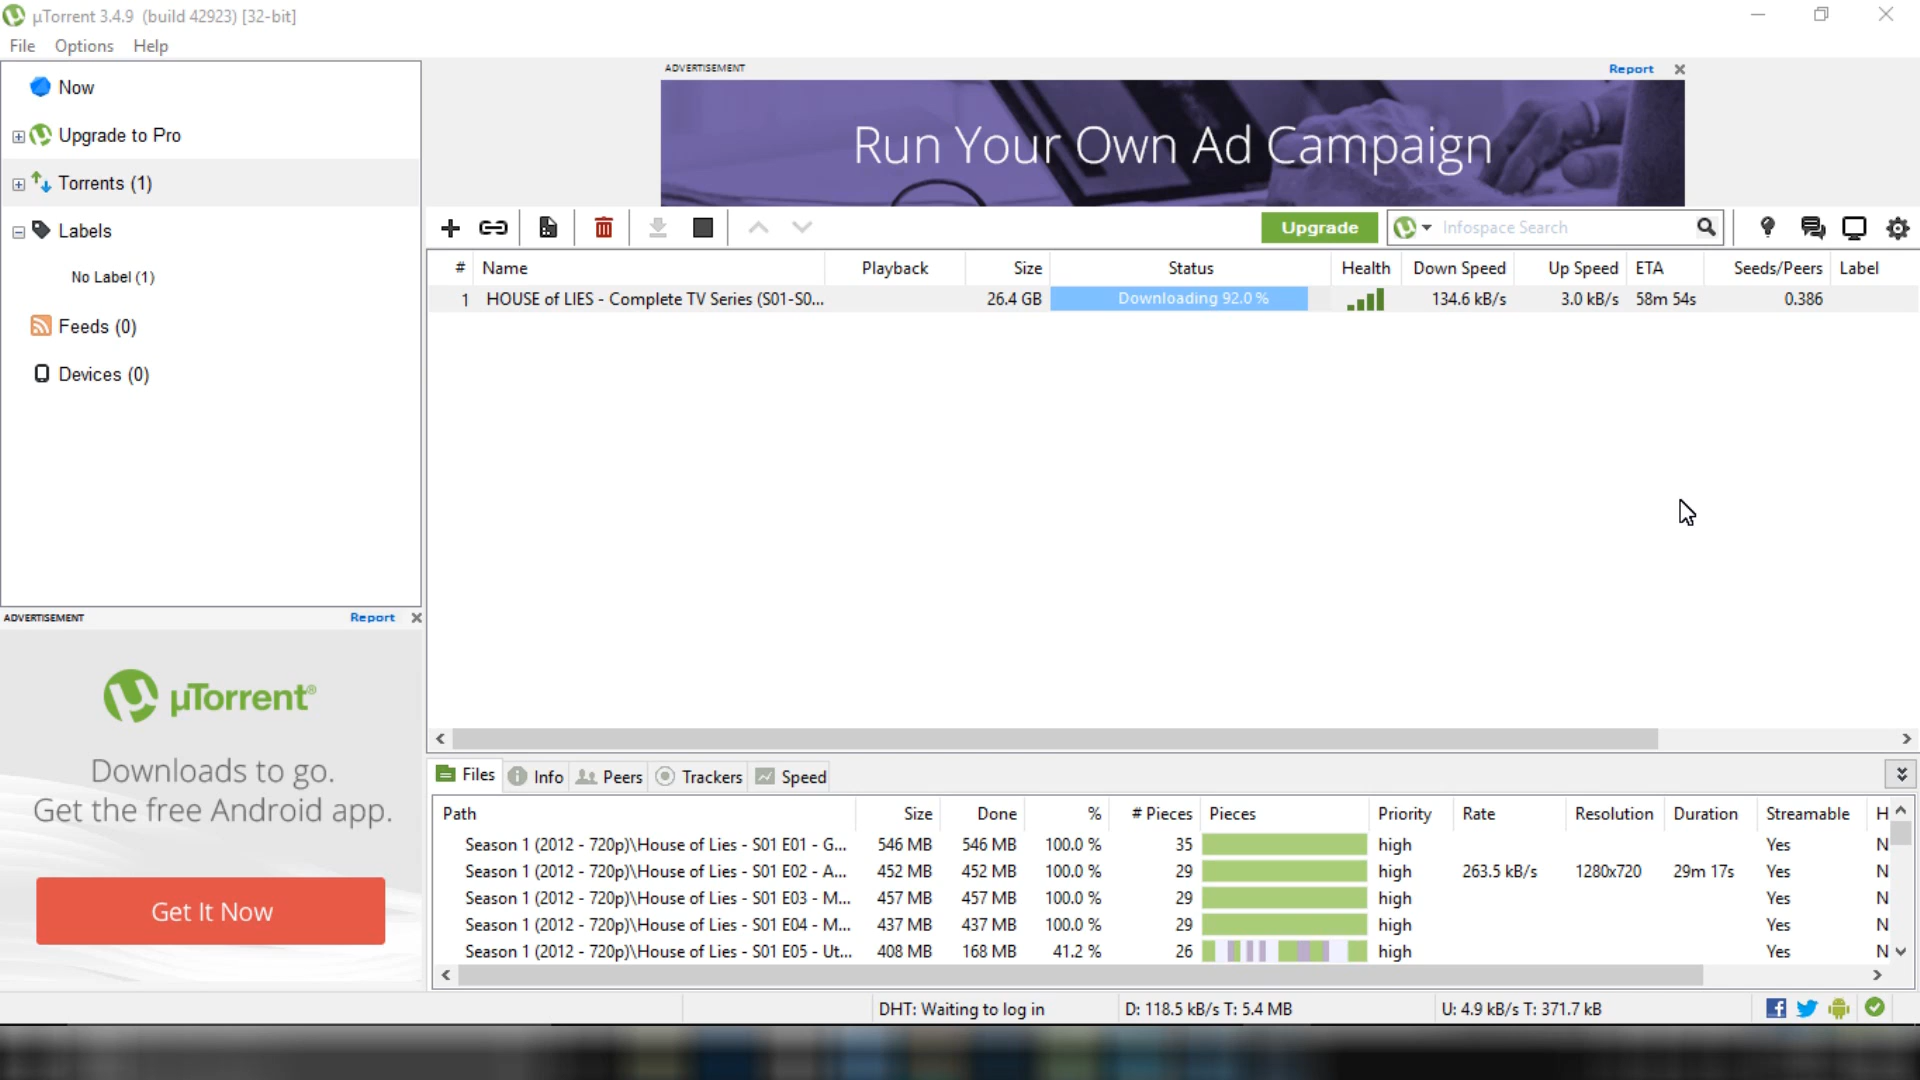 µTorrent 3.4.9 (build 42923) [32-bit]
File Options Help
Now
Upgrade to Pro
Torrents (1)
Labels
No Label (1)
Feeds (0)
Devices (0)
ADVERTISEMENT Report
Run Your Own Ad Campaign
Upgrade Infospace Search
# Name Playback Size Status Health Down Speed Up Speed ETA Seeds/Peers Label
1 HOUSE of LIES - Complete TV Series (S01-S0... 26.4 GB Downloading 92.0 % 134.6 kB/s 3.0 kB/s 58m 54s 0.386
ADVERTISEMENT Report
µTorrent®
Downloads to go.
Get the free Android app.
Get It Now
Files Info Peers Trackers Speed
Path Size Done % # Pieces Pieces Priority Rate Resolution Duration Streamable H
Season 1 (2012 - 720p)\House of Lies - S01 E01 - G... 546 MB 546 MB 100.0 % 35 high Yes N
Season 1 (2012 - 720p)\House of Lies - S01 E02 - A... 452 MB 452 MB 100.0 % 29 high 263.5 kB/s 1280x720 29m 17s Yes N
Season 1 (2012 - 720p)\House of Lies - S01 E03 - M... 457 MB 457 MB 100.0 % 29 high Yes N
Season 1 (2012 - 720p)\House of Lies - S01 E04 - M... 437 MB 437 MB 100.0 % 29 high Yes N
Season 1 (2012 - 720p)\House of Lies - S01 E05 - Ut... 408 MB 168 MB 41.2 % 26 high Yes N
DHT: Waiting to log in D: 118.5 kB/s T: 5.4 MB U: 4.9 kB/s T: 371.7 kB